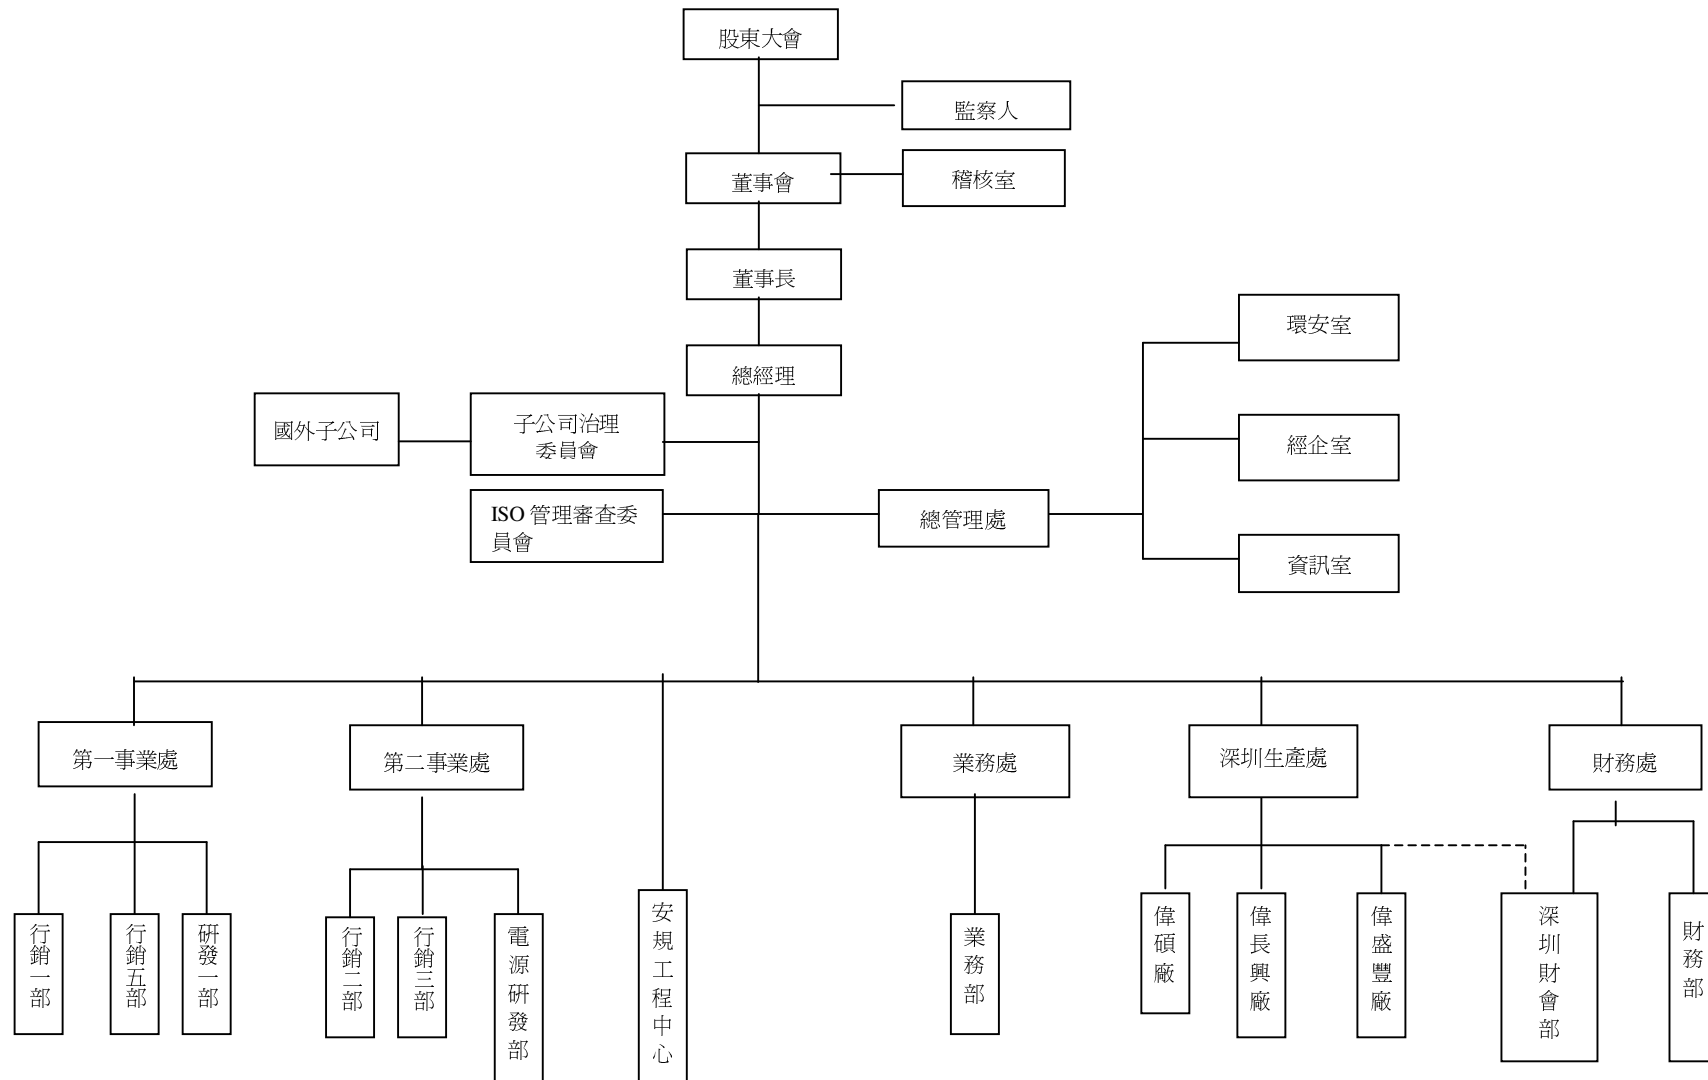 股東大會
監察人
董事會
稽核室
董事長
環安室
總經理
國外子公司
子公司治理
委員會
經企室
ISO 管理審查委
員會
總管理處
資訊室
第一事業處
第二事業處
業務處
深圳生產處
財務處
行銷一部
行銷五部
研發一部
行銷二部
行銷三部
電源研發部
安規工程中心
業務部
偉碩廠
偉長興廠
偉盛豐廠
深圳財會部
財務部